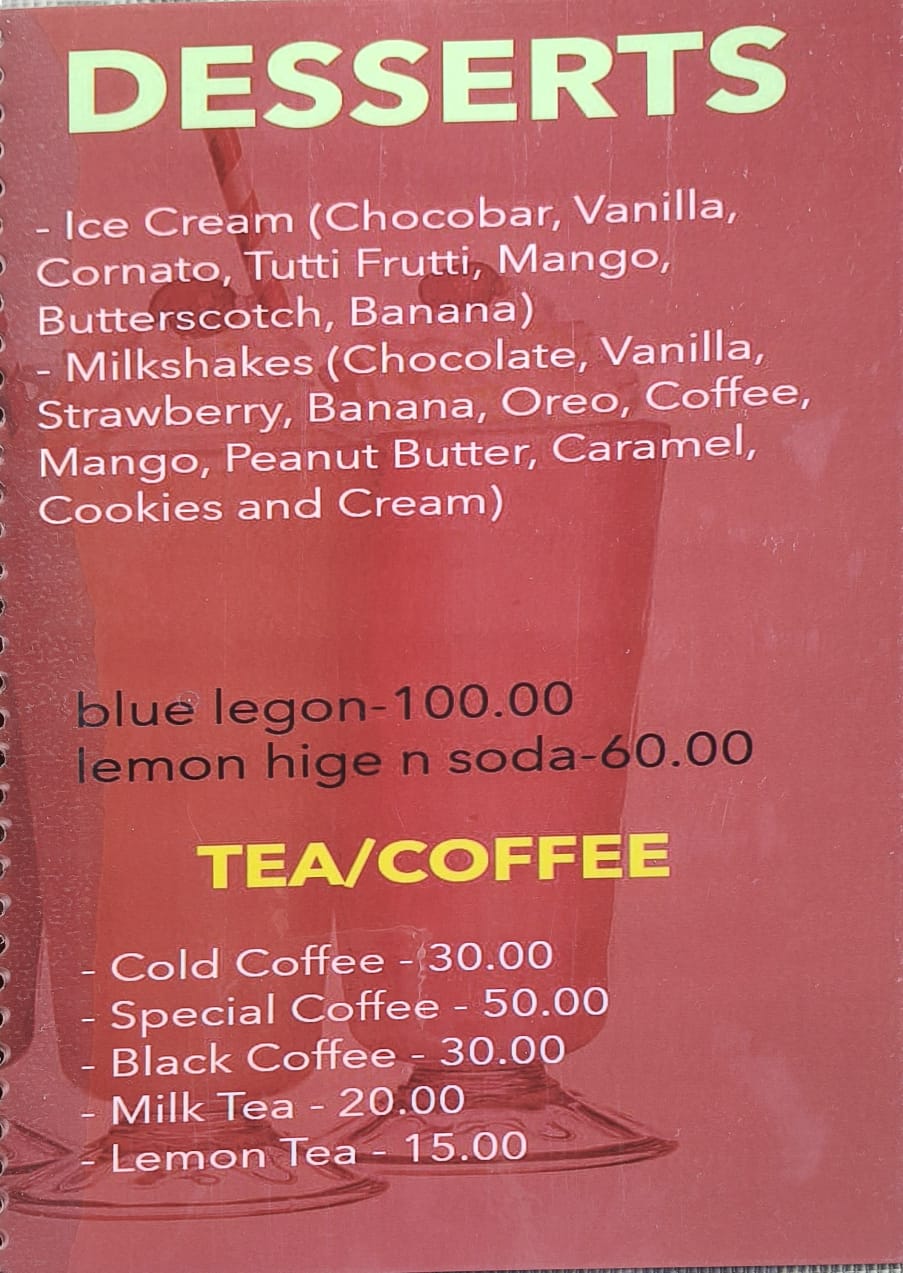 DESSERTS
- Ice Cream (Chocobar, Vanilla,
Cornato, Tutti Frutti, Mango,
Butterscotch, Banana)
- Milkshakes (Chocolate, Vanilla,
Strawberry, Banana, Oreo, Coffee,
Mango, Peanut Butter, Caramel,
Cookies and Cream)
blue legon-100.00
lemon hige n soda-60.00
TEA/COFFEE
- Cold Coffee - 30.00
- Special Coffee - 50.00
- Black Coffee - 30.00
- Milk Tea - 20.00
- Lemon Tea - 15.00